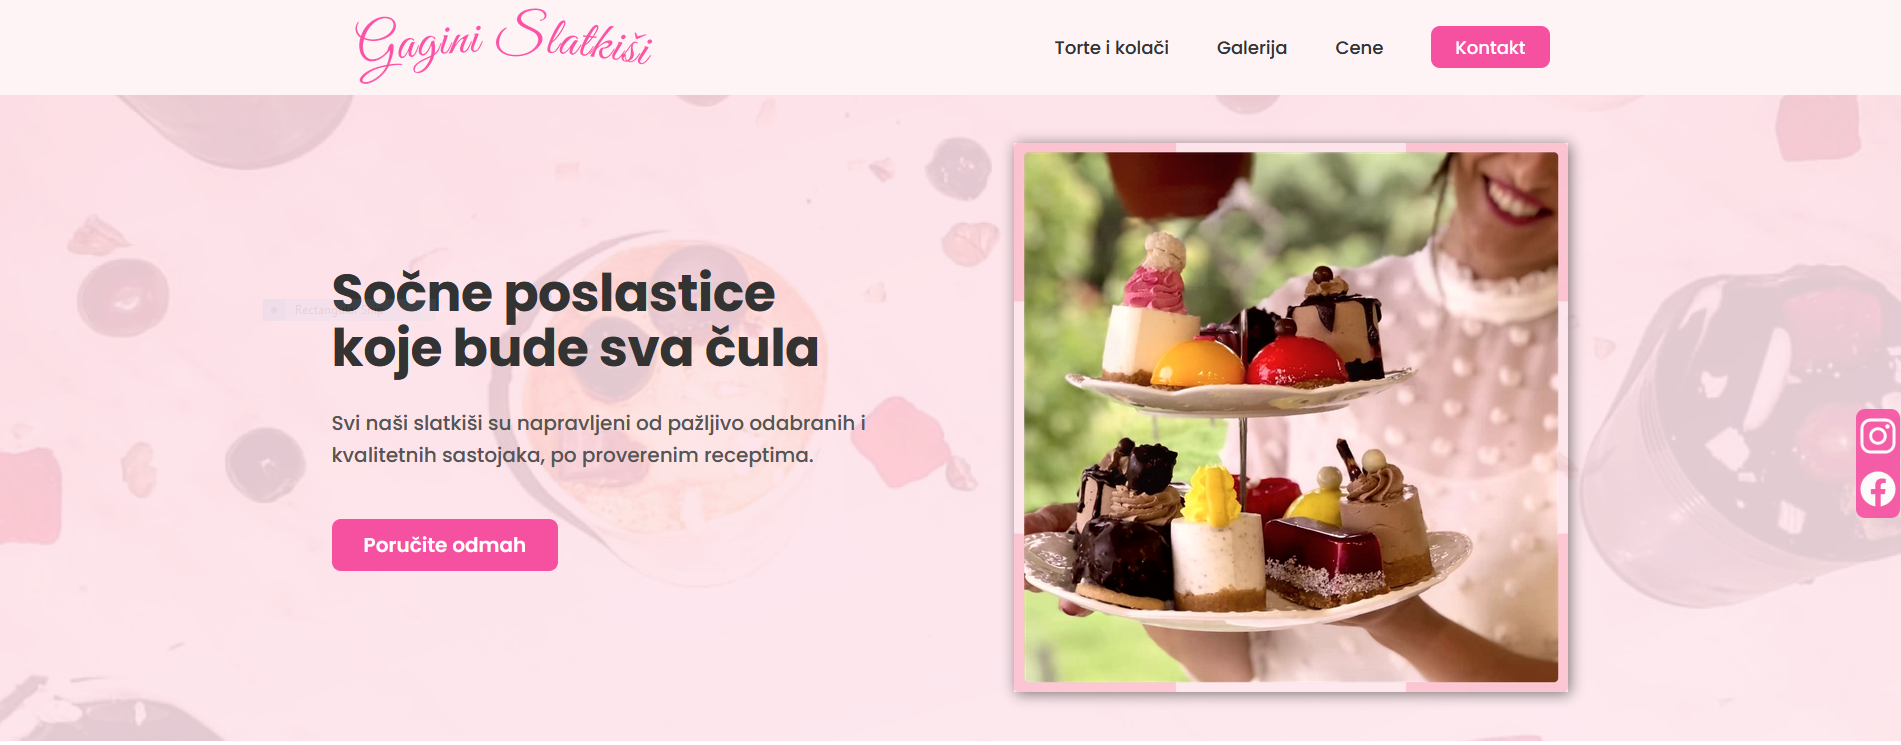 Gagini Slatkiši
Torte i kolači
Galerija
Cene
Kontakt
Sočne poslastice
koje bude sva čula
Svi naši slatkiši su napravljeni od pažljivo odabranih i
kvalitetnih sastojaka, po proverenim receptima.
Poručite odmah